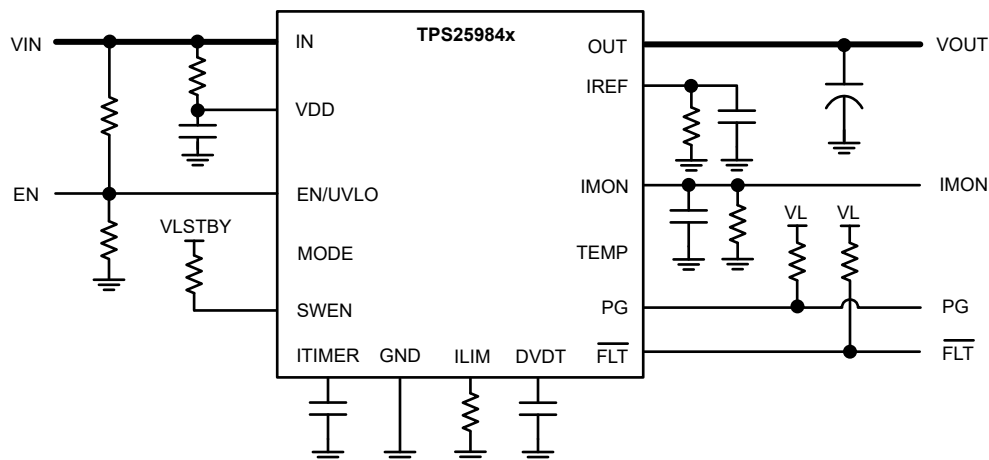 TPS25984x
VIN
IN
OUT
VOUT
IREF
VDD
EN
EN/UVLO
IMON
IMON
VLSTBY
VL
VL
MODE
TEMP
SWEN
PG
PG
ITIMER
GND
ILIM
DVDT
FLT
FLT